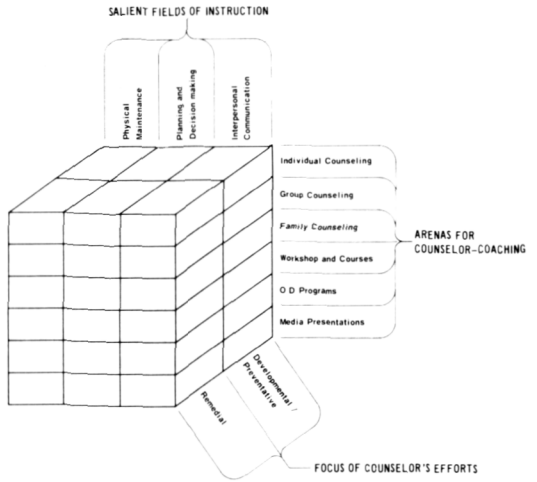 SALIENT FIELDS OF INSTRUCTION
Physical
Maintenance
Planning and
Decision making
Interpersonal
Communication
Individual Counseling
Group Counseling
Family Counseling
Workshop and Courses
O D Programs
Media Presentations
ARENAS FOR
COUNSELOR-COACHING
Remedial
Developmental /
Preventative
FOCUS OF COUNSELOR'S EFFORTS